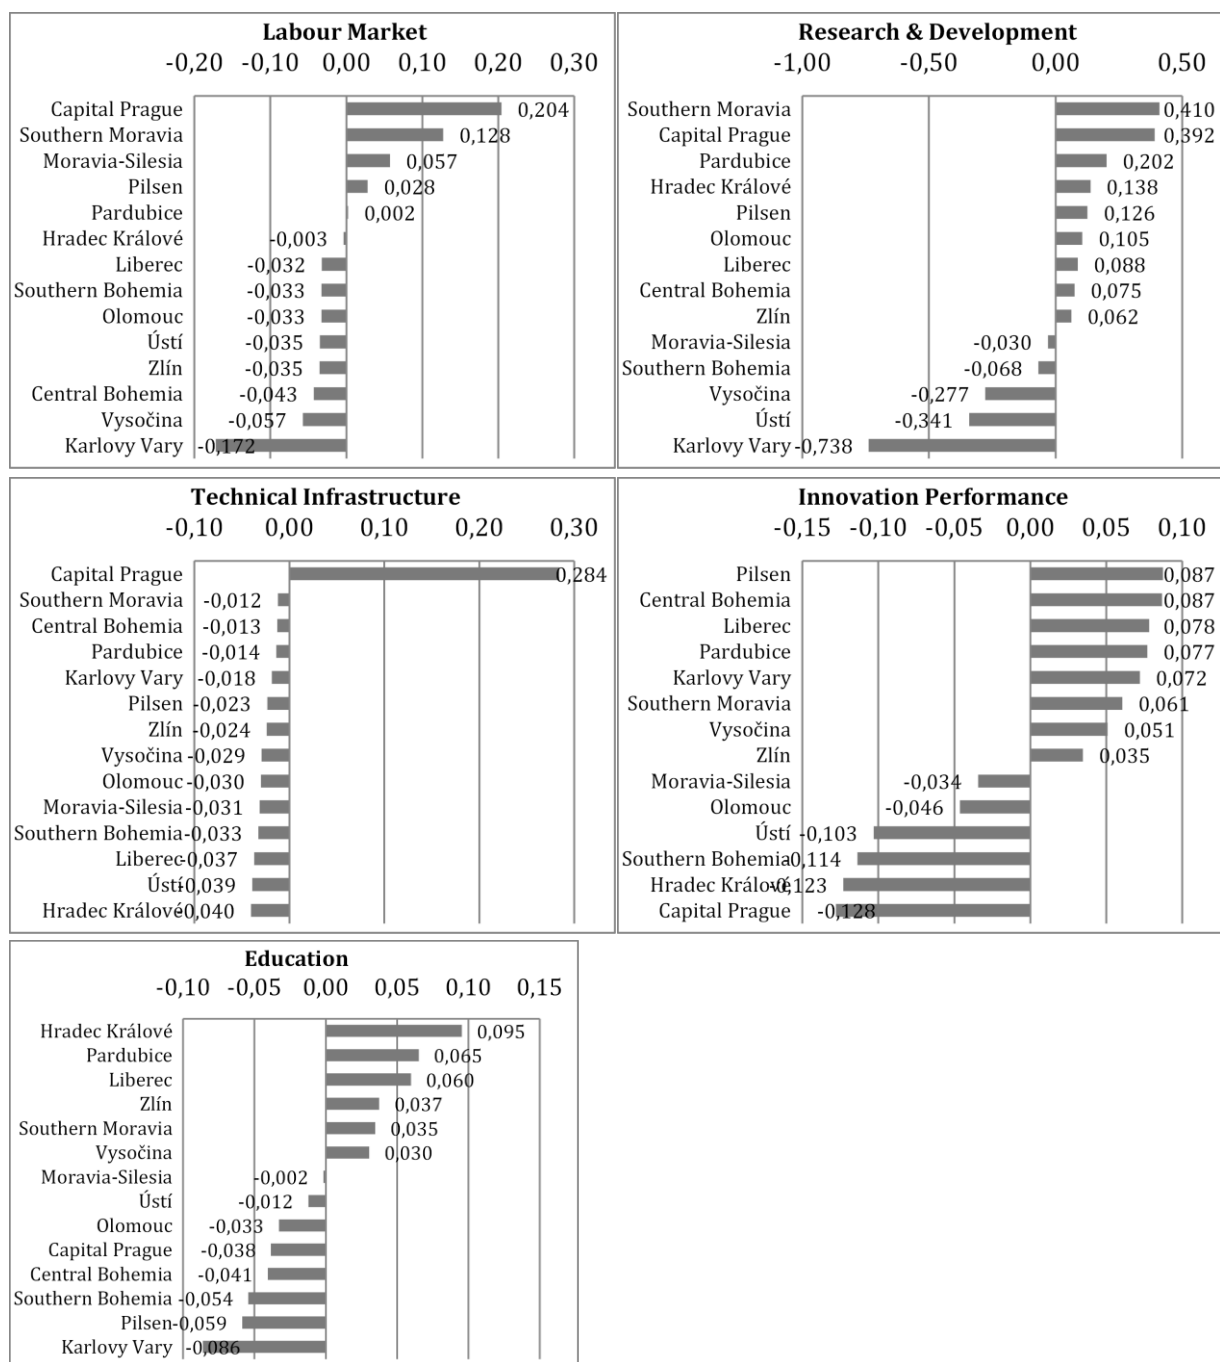 Labour Market
-0,20 -0,10 0,00 0,10 0,20 0,30
Capital Prague 0,204
Southern Moravia 0,128
Moravia-Silesia 0,057
Pilsen 0,028
Pardubice 0,002
Hradec Králové -0,003
Liberec -0,032
Southern Bohemia -0,033
Olomouc -0,033
Ústí -0,035
Zlín -0,035
Central Bohemia -0,043
Vysočina -0,057
Karlovy Vary -0,172
Research & Development
-1,00 -0,50 0,00 0,50
Southern Moravia 0,410
Capital Prague 0,392
Pardubice 0,202
Hradec Králové 0,138
Pilsen 0,126
Olomouc 0,105
Liberec 0,088
Central Bohemia 0,075
Zlín 0,062
Moravia-Silesia -0,030
Southern Bohemia -0,068
Vysočina -0,277
Ústí -0,341
Karlovy Vary -0,738
Technical Infrastructure
-0,10 0,00 0,10 0,20 0,30
Capital Prague 0,284
Southern Moravia -0,012
Central Bohemia -0,013
Pardubice -0,014
Karlovy Vary -0,018
Pilsen -0,023
Zlín -0,024
Vysočina -0,029
Olomouc -0,030
Moravia-Silesia -0,031
Southern Bohemia -0,033
Liberec -0,037
Ústí -0,039
Hradec Králové -0,040
Innovation Performance
-0,15 -0,10 -0,05 0,00 0,05 0,10
Pilsen 0,087
Central Bohemia 0,087
Liberec 0,078
Pardubice 0,077
Karlovy Vary 0,072
Southern Moravia 0,061
Vysočina 0,051
Zlín 0,035
Moravia-Silesia -0,034
Olomouc -0,046
Ústí -0,103
Southern Bohemia -0,114
Hradec Králové -0,123
Capital Prague -0,128
Education
-0,10 -0,05 0,00 0,05 0,10 0,15
Hradec Králové 0,095
Pardubice 0,065
Liberec 0,060
Zlín 0,037
Southern Moravia 0,035
Vysočina 0,030
Moravia-Silesia -0,002
Ústí -0,012
Olomouc -0,033
Capital Prague -0,038
Central Bohemia -0,041
Southern Bohemia -0,054
Pilsen -0,059
Karlovy Vary -0,086